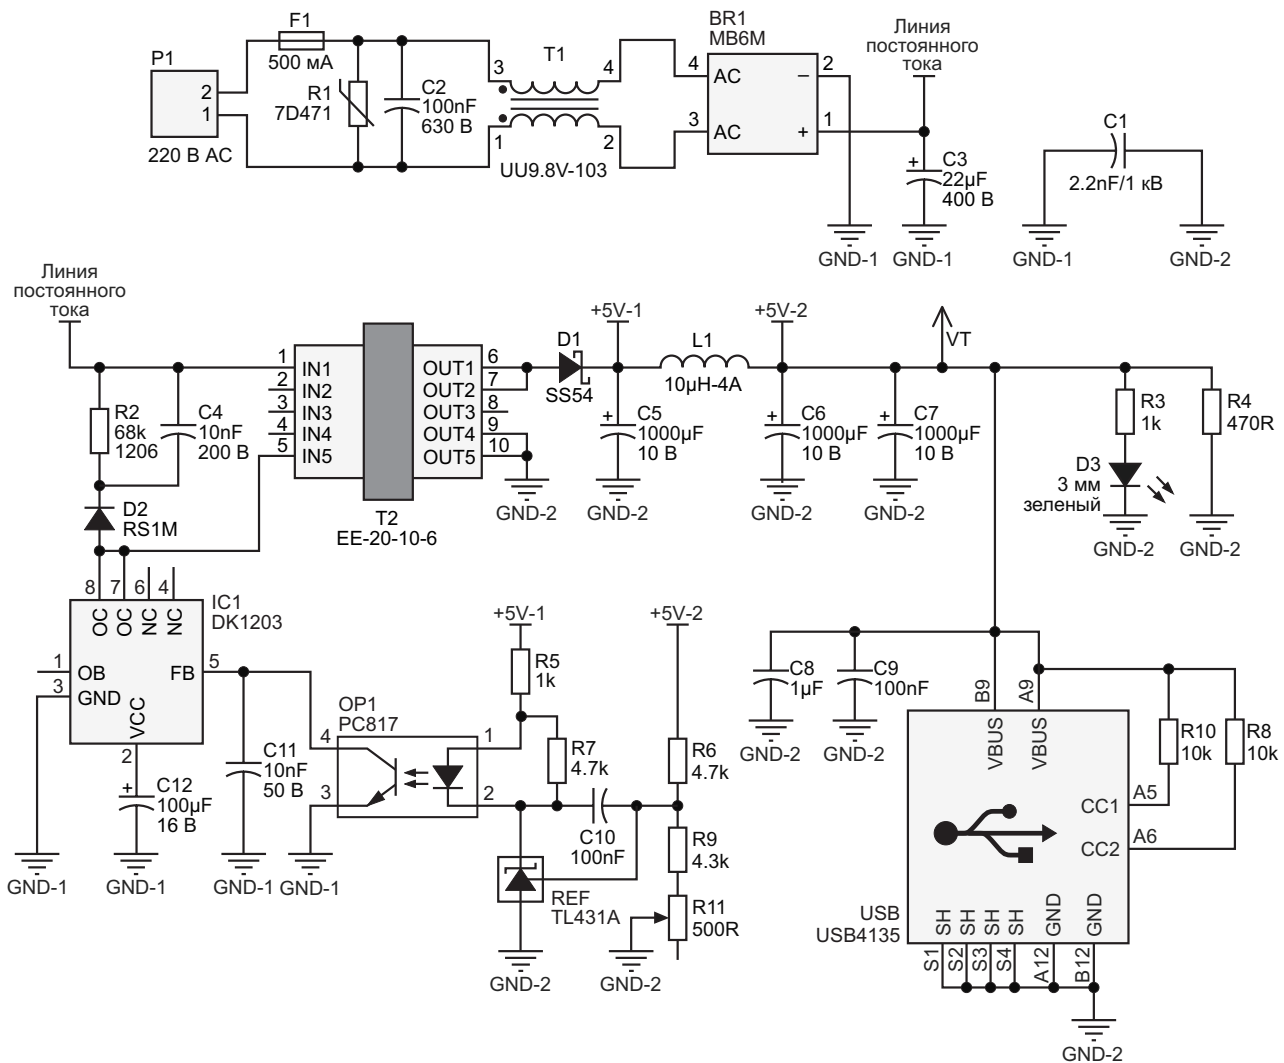 P1
2
1
220 В AC
F1
500 мА
R1
7D471
C2
100nF
630 В
T1
3
4
1
2
UU9.8V-103
BR1
MB6M
4
AC
–
2
3
AC
+
1
Линия
постоянного
тока
+
C3
22µF
400 В
GND-1
GND-1
C1
2.2nF/1 кВ
GND-1
GND-2
Линия
постоянного
тока
R2
68k
1206
C4
10nF
200 В
D2
RS1M
1
2
3
4
5
IN1
IN2
IN3
IN4
IN5
OUT1
OUT2
OUT3
OUT4
OUT5
6
7
8
9
10
T2
EE-20-10-6
GND-2
D1
SS54
+5V-1
+
C5
1000µF
10 В
GND-2
L1
10µH-4A
+5V-2
+
C6
1000µF
10 В
GND-2
+
C7
1000µF
10 В
GND-2
VT
R3
1k
D3
3 мм
зеленый
GND-2
R4
470R
GND-2
8
7
6
4
IC1
DK1203
OC
OC
NC
NC
1
OB
3
GND
VCC
2
FB
5
GND-1
+
C12
100µF
16 В
GND-1
C11
10nF
50 В
GND-1
OP1
PC817
4
3
1
2
GND-1
+5V-1
R5
1k
R7
4.7k
C10
100nF
REF
TL431A
GND-2
+5V-2
R6
4.7k
R9
4.3k
R11
500R
GND-2
C8
1µF
GND-2
C9
100nF
GND-2
B9
A9
VBUS
VBUS
R10
10k
R8
10k
CC1
A5
CC2
A6
USB
USB4135
SH
SH
SH
SH
GND
GND
S1
S2
S3
S4
A12
B12
GND-2